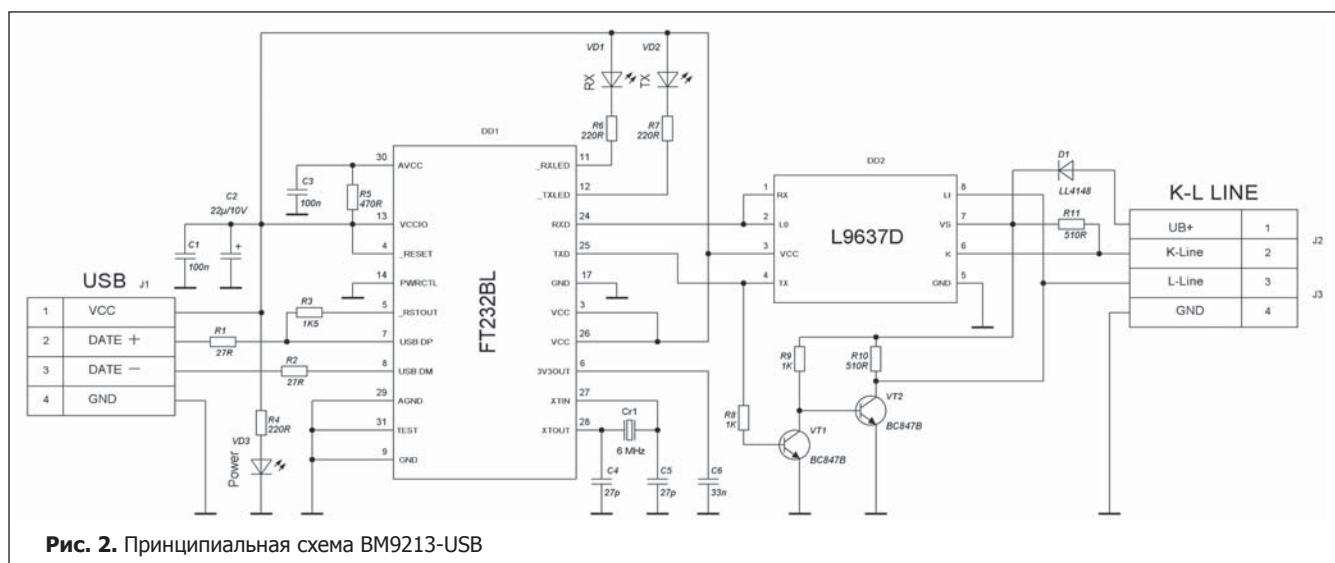 VD1
VD2
RX
TX
R6
220R
R7
220R
DD1
FT232BL
30
AVCC
13
VCCIO
4
_RESET
14
PWRCTL
5
_RSTOUT
7
USB DP
8
USB DM
29
AGND
31
TEST
9
GND
_RXLED
11
_TXLED
12
RXD
24
TXD
25
GND
17
VCC
3
VCC
26
3V3OUT
6
XTIN
27
XTOUT
28
C3
100n
R5
470R
C2
22µ/10V
+
C1
100n
USB J1
1 VCC
2 DATE +
3 DATE −
4 GND
R1
27R
R2
27R
R3
1K5
R4
220R
VD3
Power
Cr1
6 MHz
C4
27p
C5
27p
C6
33n
DD2
L9637D
1
RX
2
L0
3
VCC
4
TX
LI
8
VS
7
K
6
GND
5
D1
LL4148
R11
510R
R9
1K
R10
510R
R8
1K
VT1
BC847B
VT2
BC847B
K-L LINE
UB+ 1
K-Line 2
L-Line 3
GND 4
J2
J3
Рис. 2. Принципиальная схема BM9213-USB